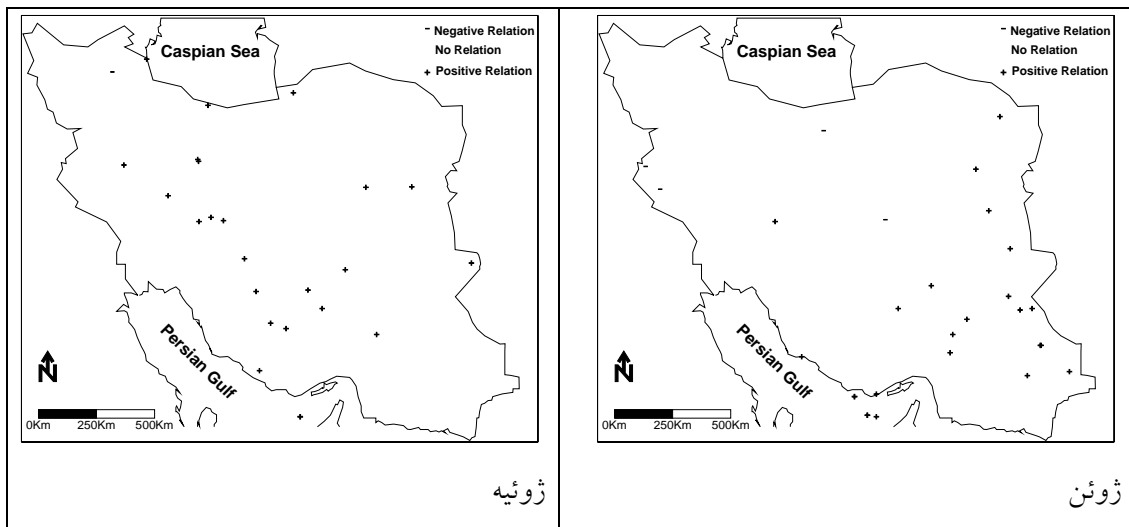 - Negative Relation
No Relation
+ Positive Relation
Caspian Sea
Persian Gulf
N
0Km 250Km 500Km
ژوئیه
- Negative Relation
No Relation
+ Positive Relation
Caspian Sea
Persian Gulf
N
0Km 250Km 500Km
ژوئن